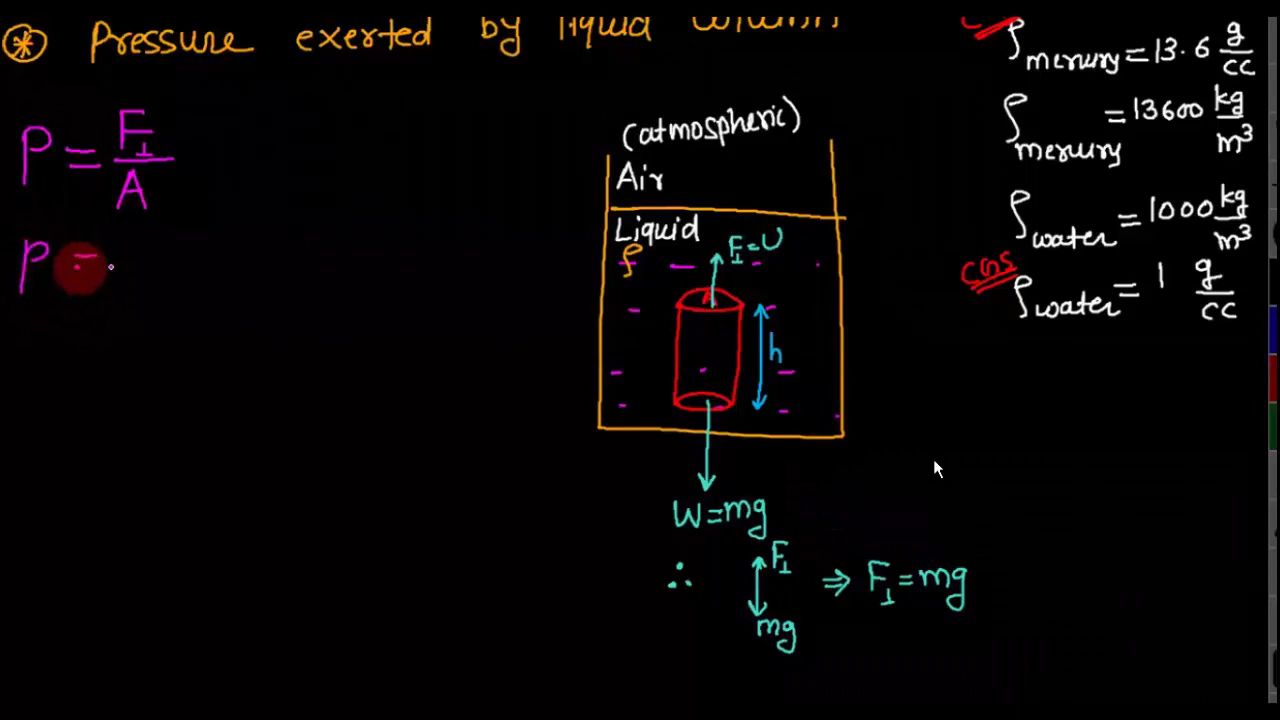 ⊛ Pressure exerted by liquid column
P = F⊥/A
P =
(atmospheric)
Air
Liquid
ρ
F⊥=U
h
W=mg
∴ F⊥ mg ⇒ F⊥=mg
ρmercury = 13.6 g/cc
ρmercury = 13600 kg/m³
ρwater = 1000 kg/m³
cgs
ρwater = 1 g/cc